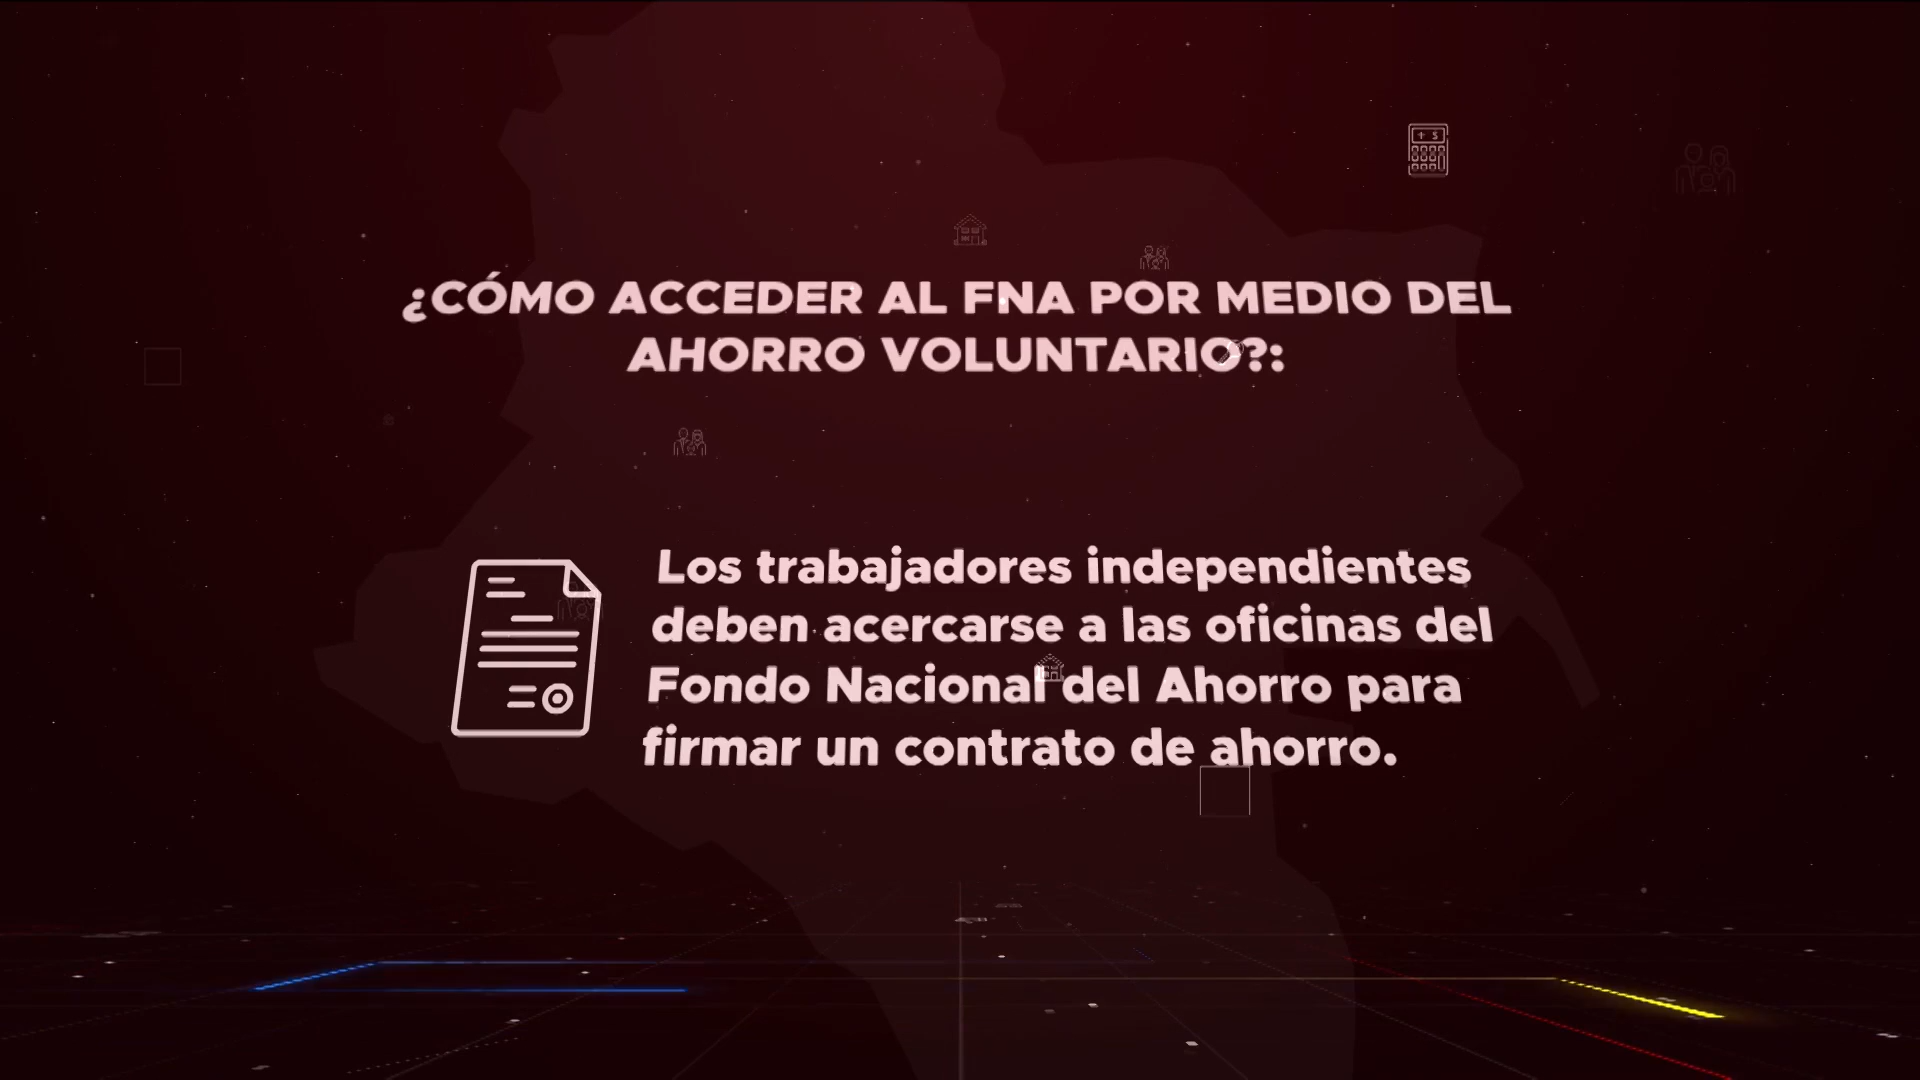 ¿CÓMO ACCEDER AL FNA POR MEDIO DEL
AHORRO VOLUNTARIO?:
Los trabajadores independientes
deben acercarse a las oficinas del
Fondo Nacional del Ahorro para
firmar un contrato de ahorro.